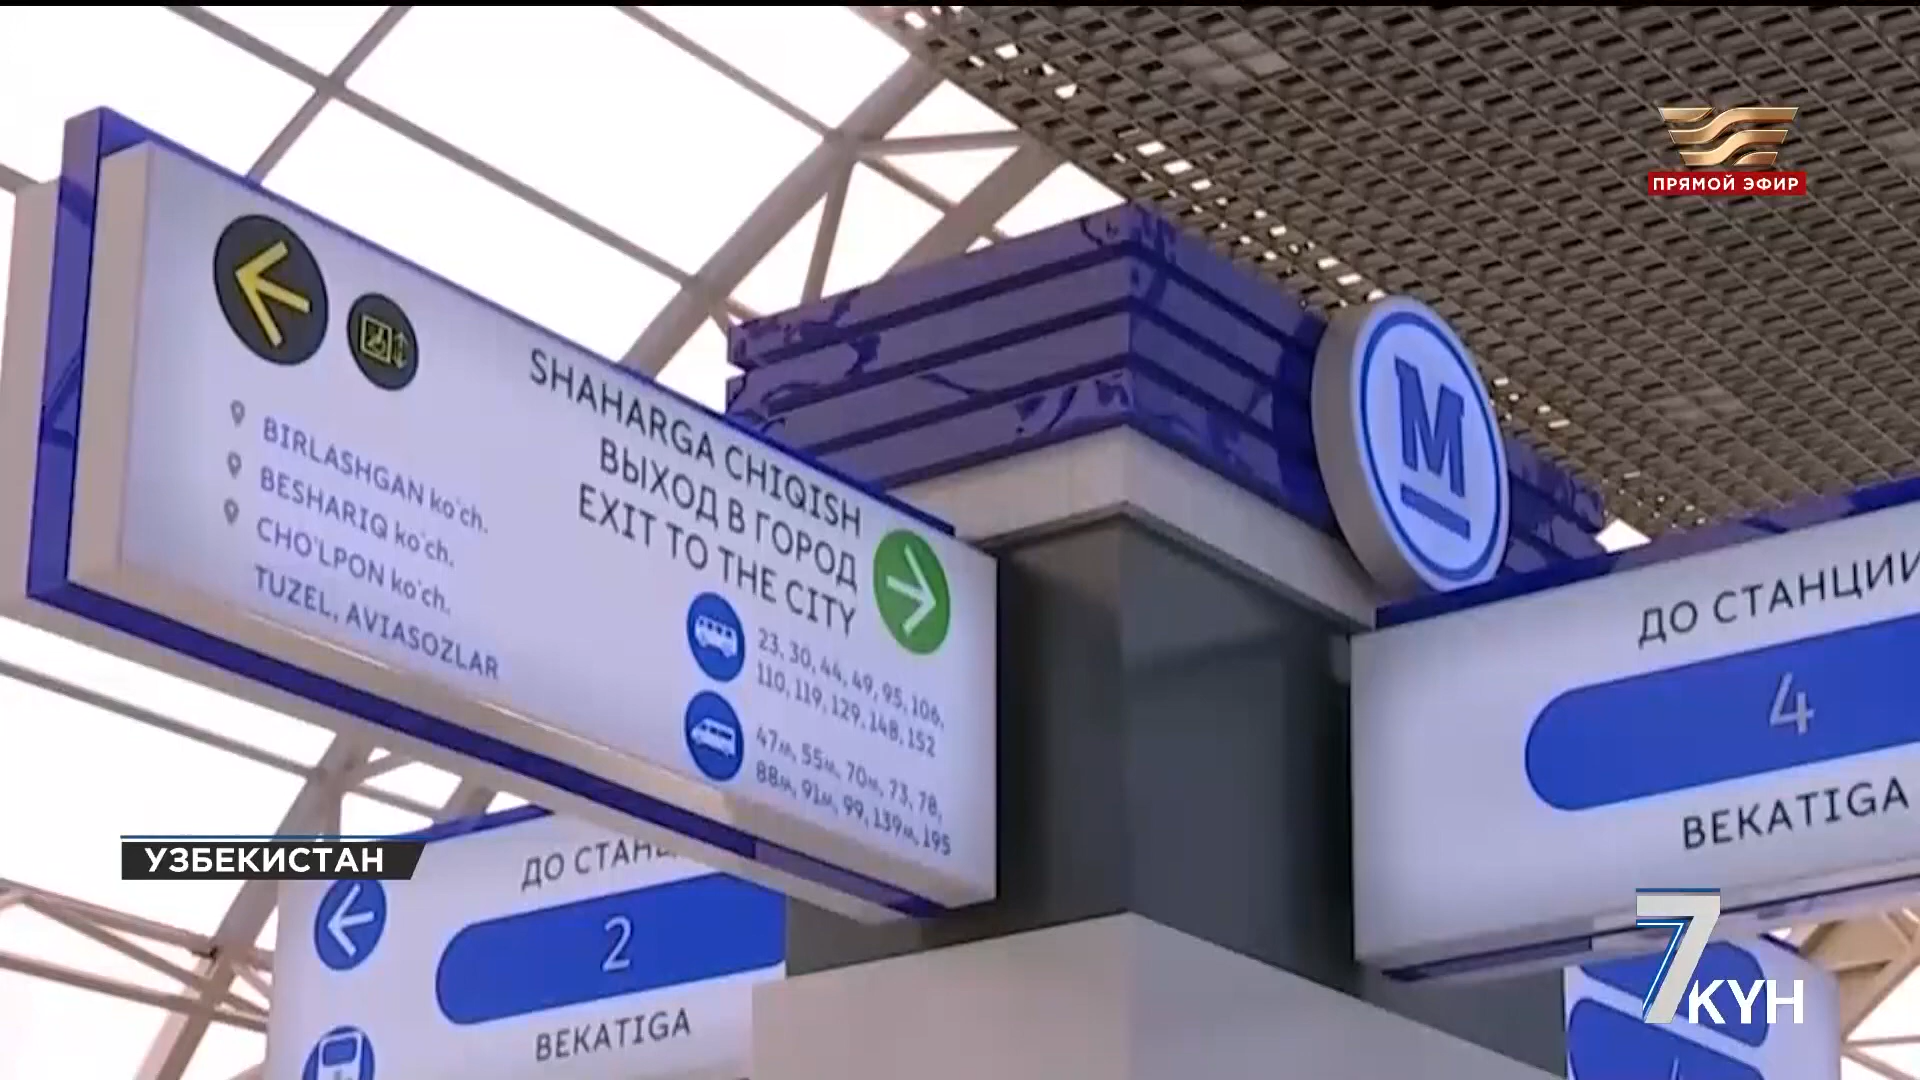 ПРЯМОЙ ЭФИР
SHAHARGA CHIQISH
ВЫХОД В ГОРОД
EXIT TO THE CITY
BIRLASHGAN ko'ch.
BESHARIQ ko'ch.
CHO'LPON ko'ch.
TUZEL, AVIASOZLAR
23, 30, 44, 49, 95, 106,
110, 119, 129, 148, 152
47м, 55м, 70м, 73, 78,
88м, 91м, 99, 139м, 195
М
ДО СТАНЦИИ
4
BEKATIGA
ДО СТАН
2
BEKATIGA
УЗБЕКИСТАН
7 КҮН